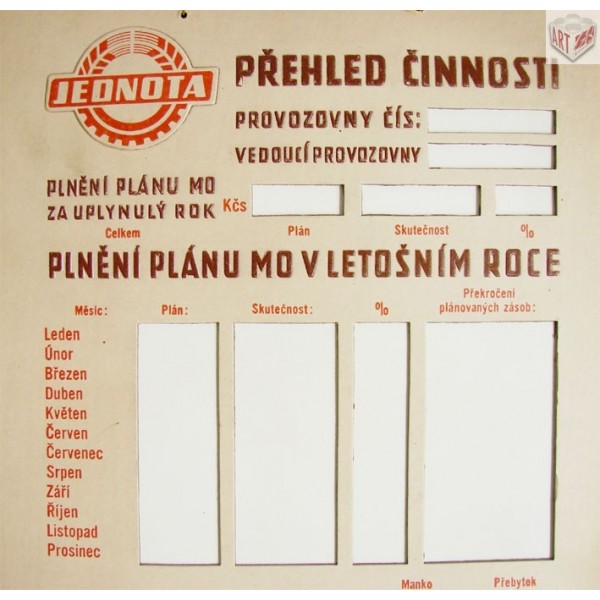 JEDNOTA
ART
PŘEHLED ČINNOSTI
PROVOZOVNY ČÍS:
VEDOUCÍ PROVOZOVNY
PLNĚNÍ PLÁNU MO
ZA UPLYNULÝ ROK Kčs
Celkem Plán Skutečnost %
PLNĚNÍ PLÁNU MO V LETOŠNÍM ROCE
Překročení
Měsíc: Plán: Skutečnost: % plánovaných zásob:
Leden
Únor
Březen
Duben
Květen
Červen
Červenec
Srpen
Září
Říjen
Listopad
Prosinec
Manko Přebytek